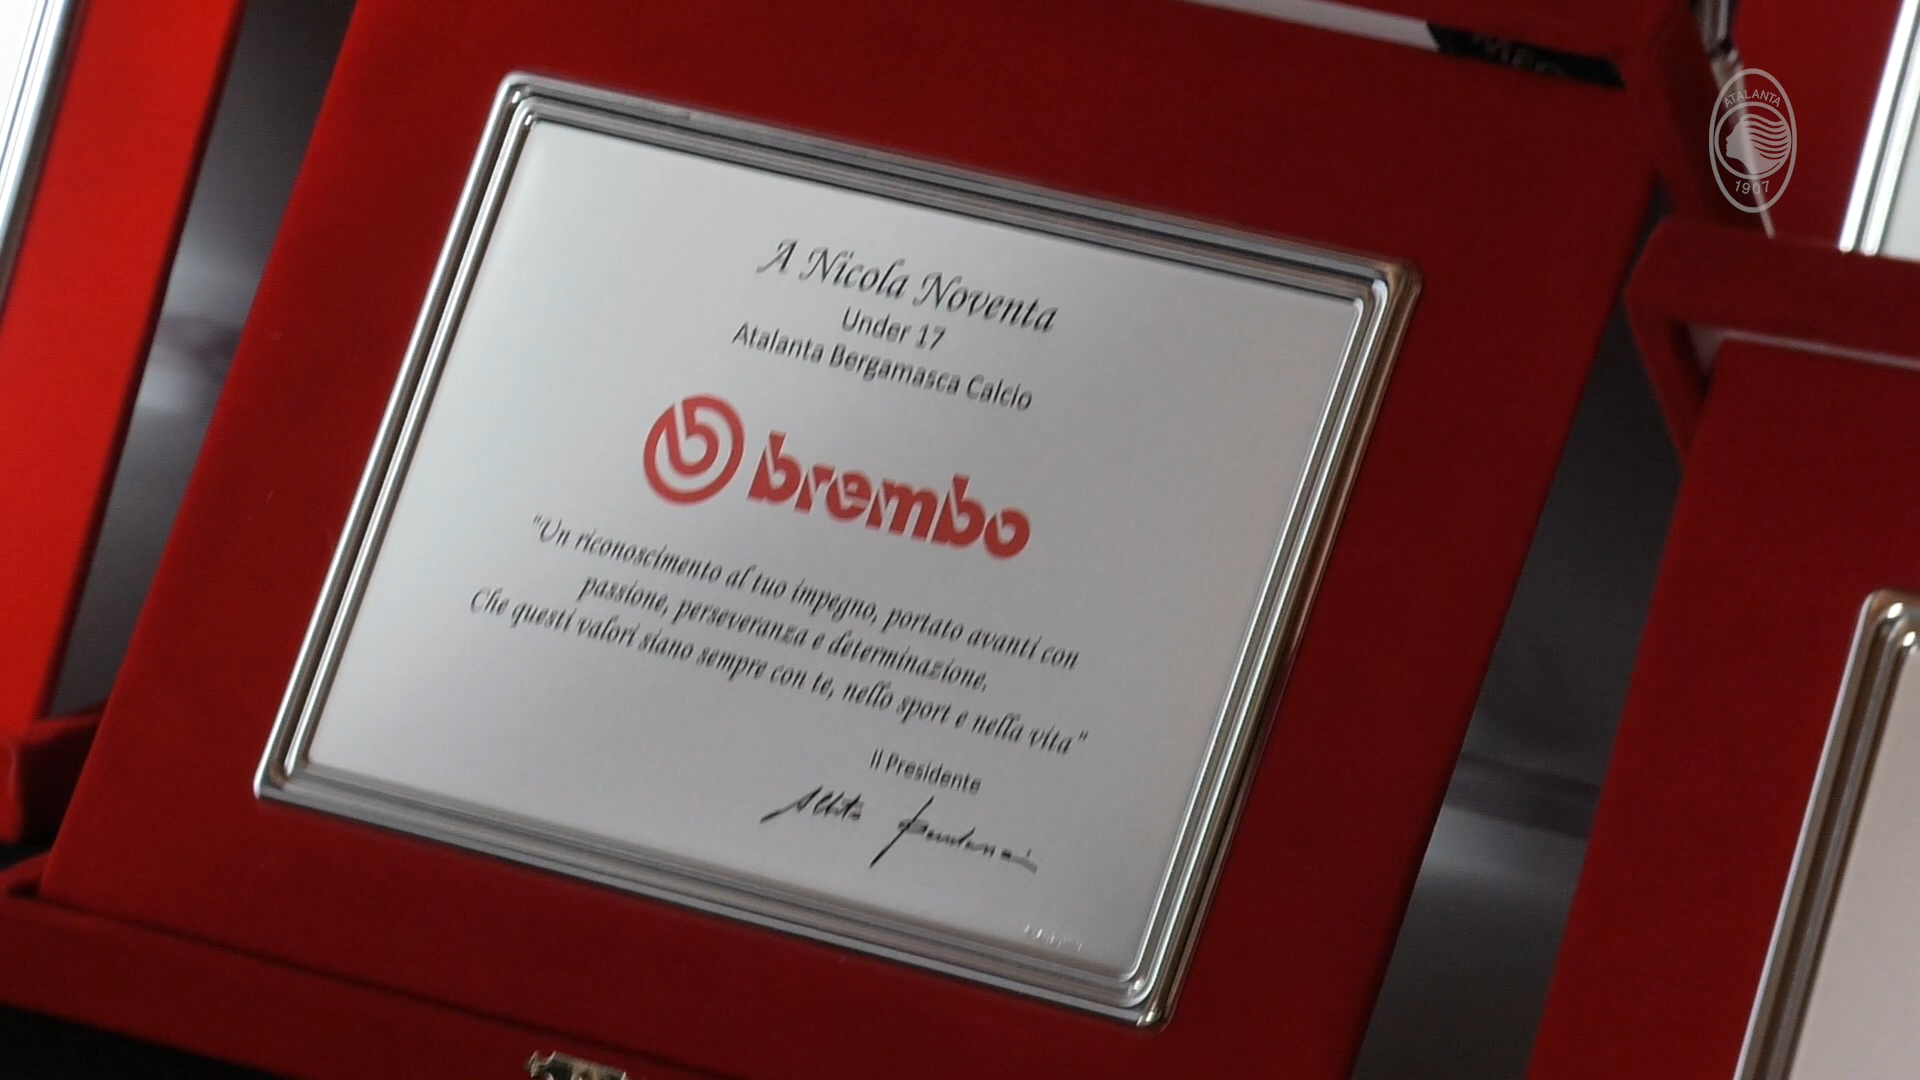 ATALANTA
1907
A Nicola Noventa
Under 17
Atalanta Bergamasca Calcio
brembo
"Un riconoscimento al tuo impegno, portato avanti con
passione, perseveranza e determinazione.
Che questi valori siano sempre con te, nello sport e nella vita"
Il Presidente